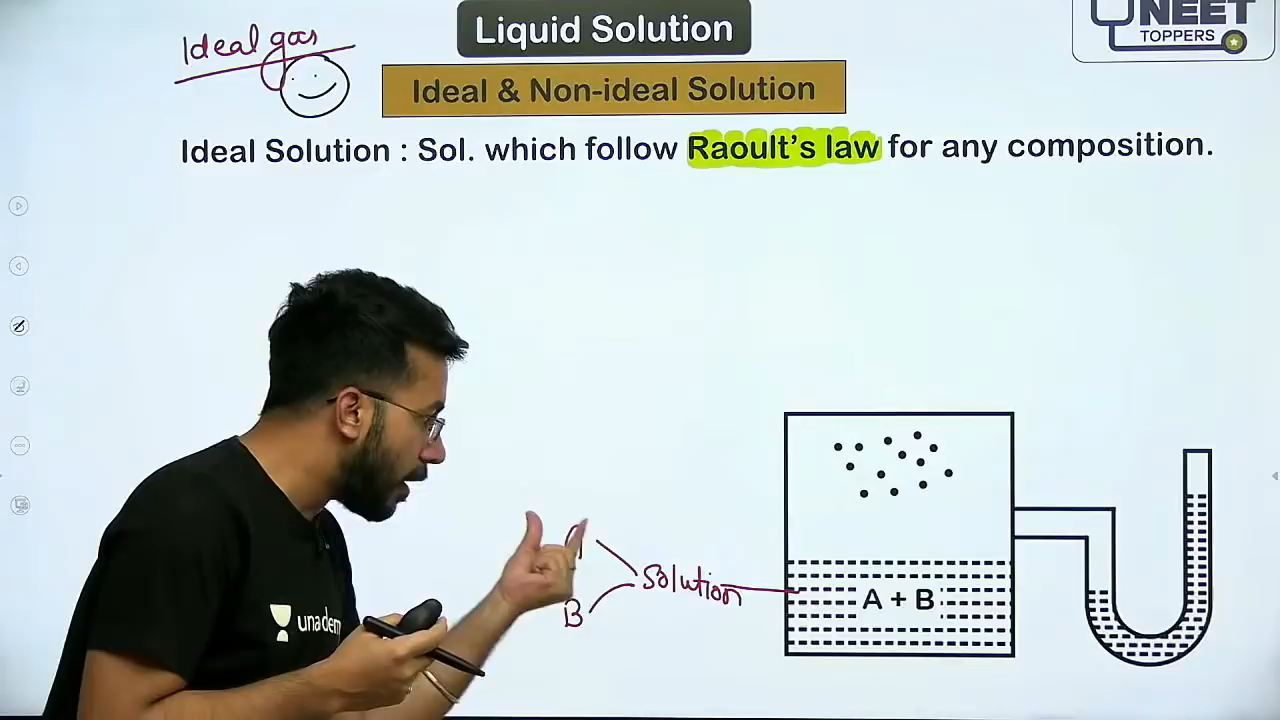 Ideal gas
Liquid Solution
NEET
TOPPERS
Ideal & Non-ideal Solution
Ideal Solution : Sol. which follow Raoult's law for any composition.
Solution
B
A + B
unadem